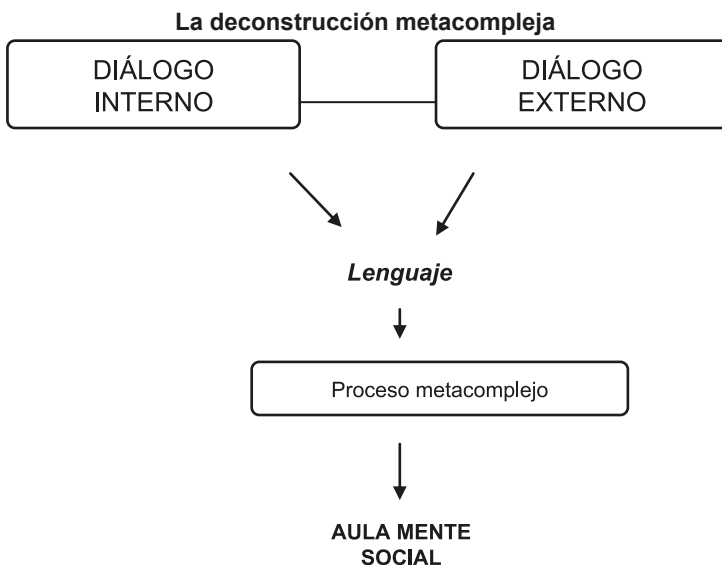 La deconstrucción metacompleja
DIÁLOGO
INTERNO
DIÁLOGO
EXTERNO
Lenguaje
Proceso metacomplejo
AULA MENTE
SOCIAL